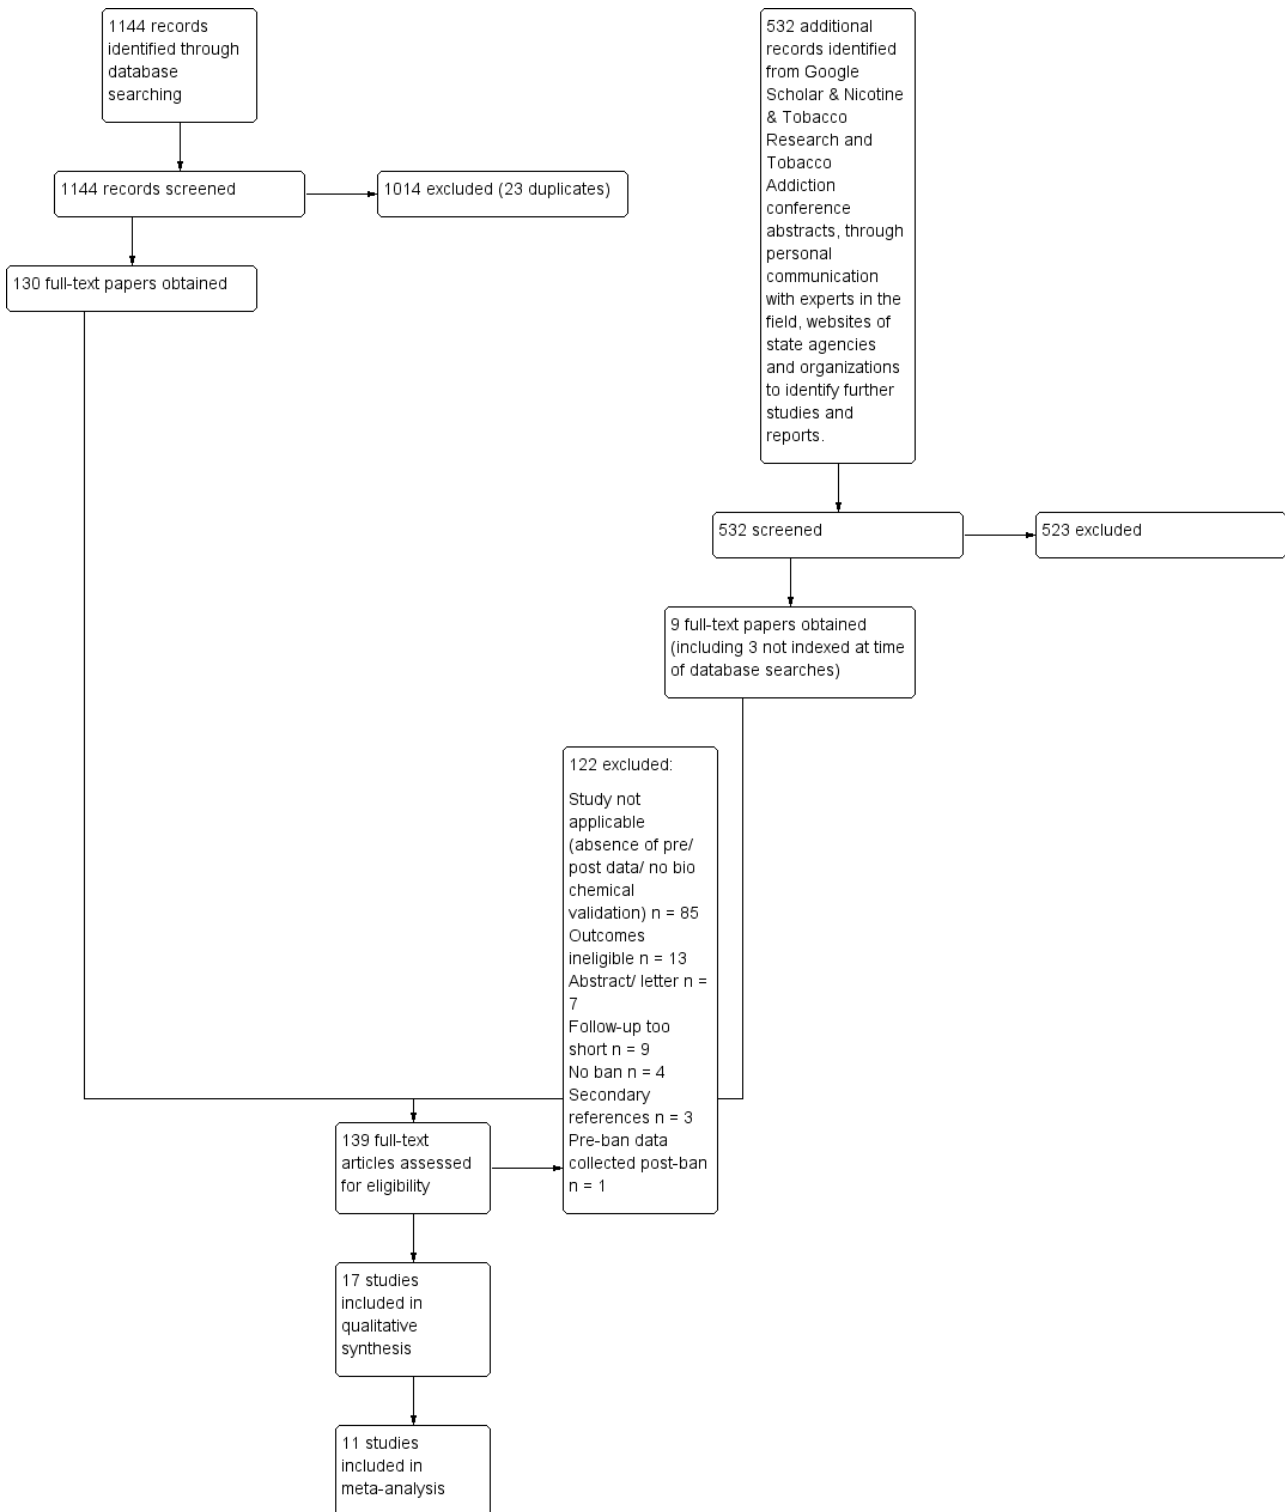 1144 records
identified through
database
searching
1144 records screened
1014 excluded (23 duplicates)
130 full-text papers obtained
532 additional
records identified
from Google
Scholar & Nicotine
& Tobacco
Research and
Tobacco
Addiction
conference
abstracts, through
personal
communication
with experts in the
field, websites of
state agencies
and organizations
to identify further
studies and
reports.
532 screened
523 excluded
9 full-text papers obtained
(including 3 not indexed at time
of database searches)
139 full-text
articles assessed
for eligibility
122 excluded:
Study not
applicable
(absence of pre/
post data/ no bio
chemical
validation) n = 85
Outcomes
ineligible n = 13
Abstract/ letter n =
7
Follow-up too
short n = 9
No ban n = 4
Secondary
references n = 3
Pre-ban data
collected post-ban
n = 1
17 studies
included in
qualitative
synthesis
11 studies
included in
meta-analysis